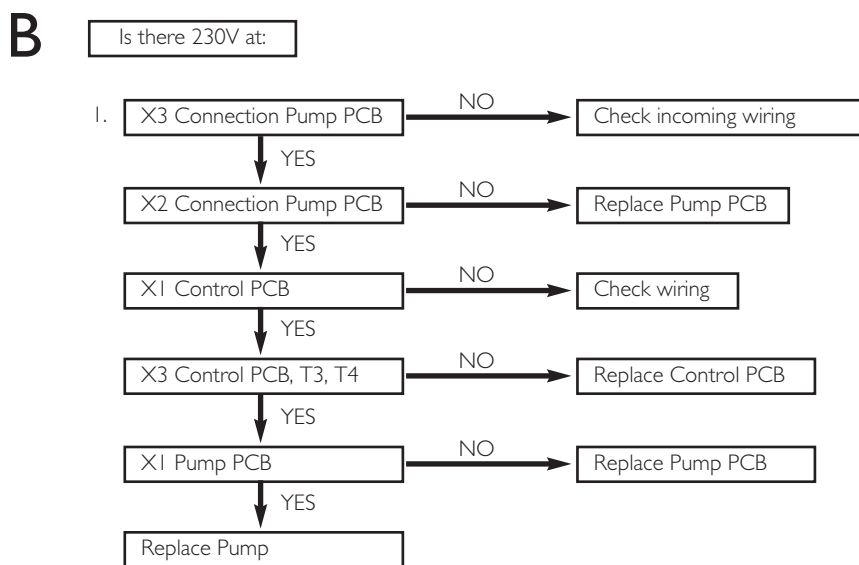 B
Is there 230V at:
1. X3 Connection Pump PCB NO Check incoming wiring
YES
X2 Connection Pump PCB NO Replace Pump PCB
YES
X1 Control PCB NO Check wiring
YES
X3 Control PCB, T3, T4 NO Replace Control PCB
YES
X1 Pump PCB NO Replace Pump PCB
YES
Replace Pump